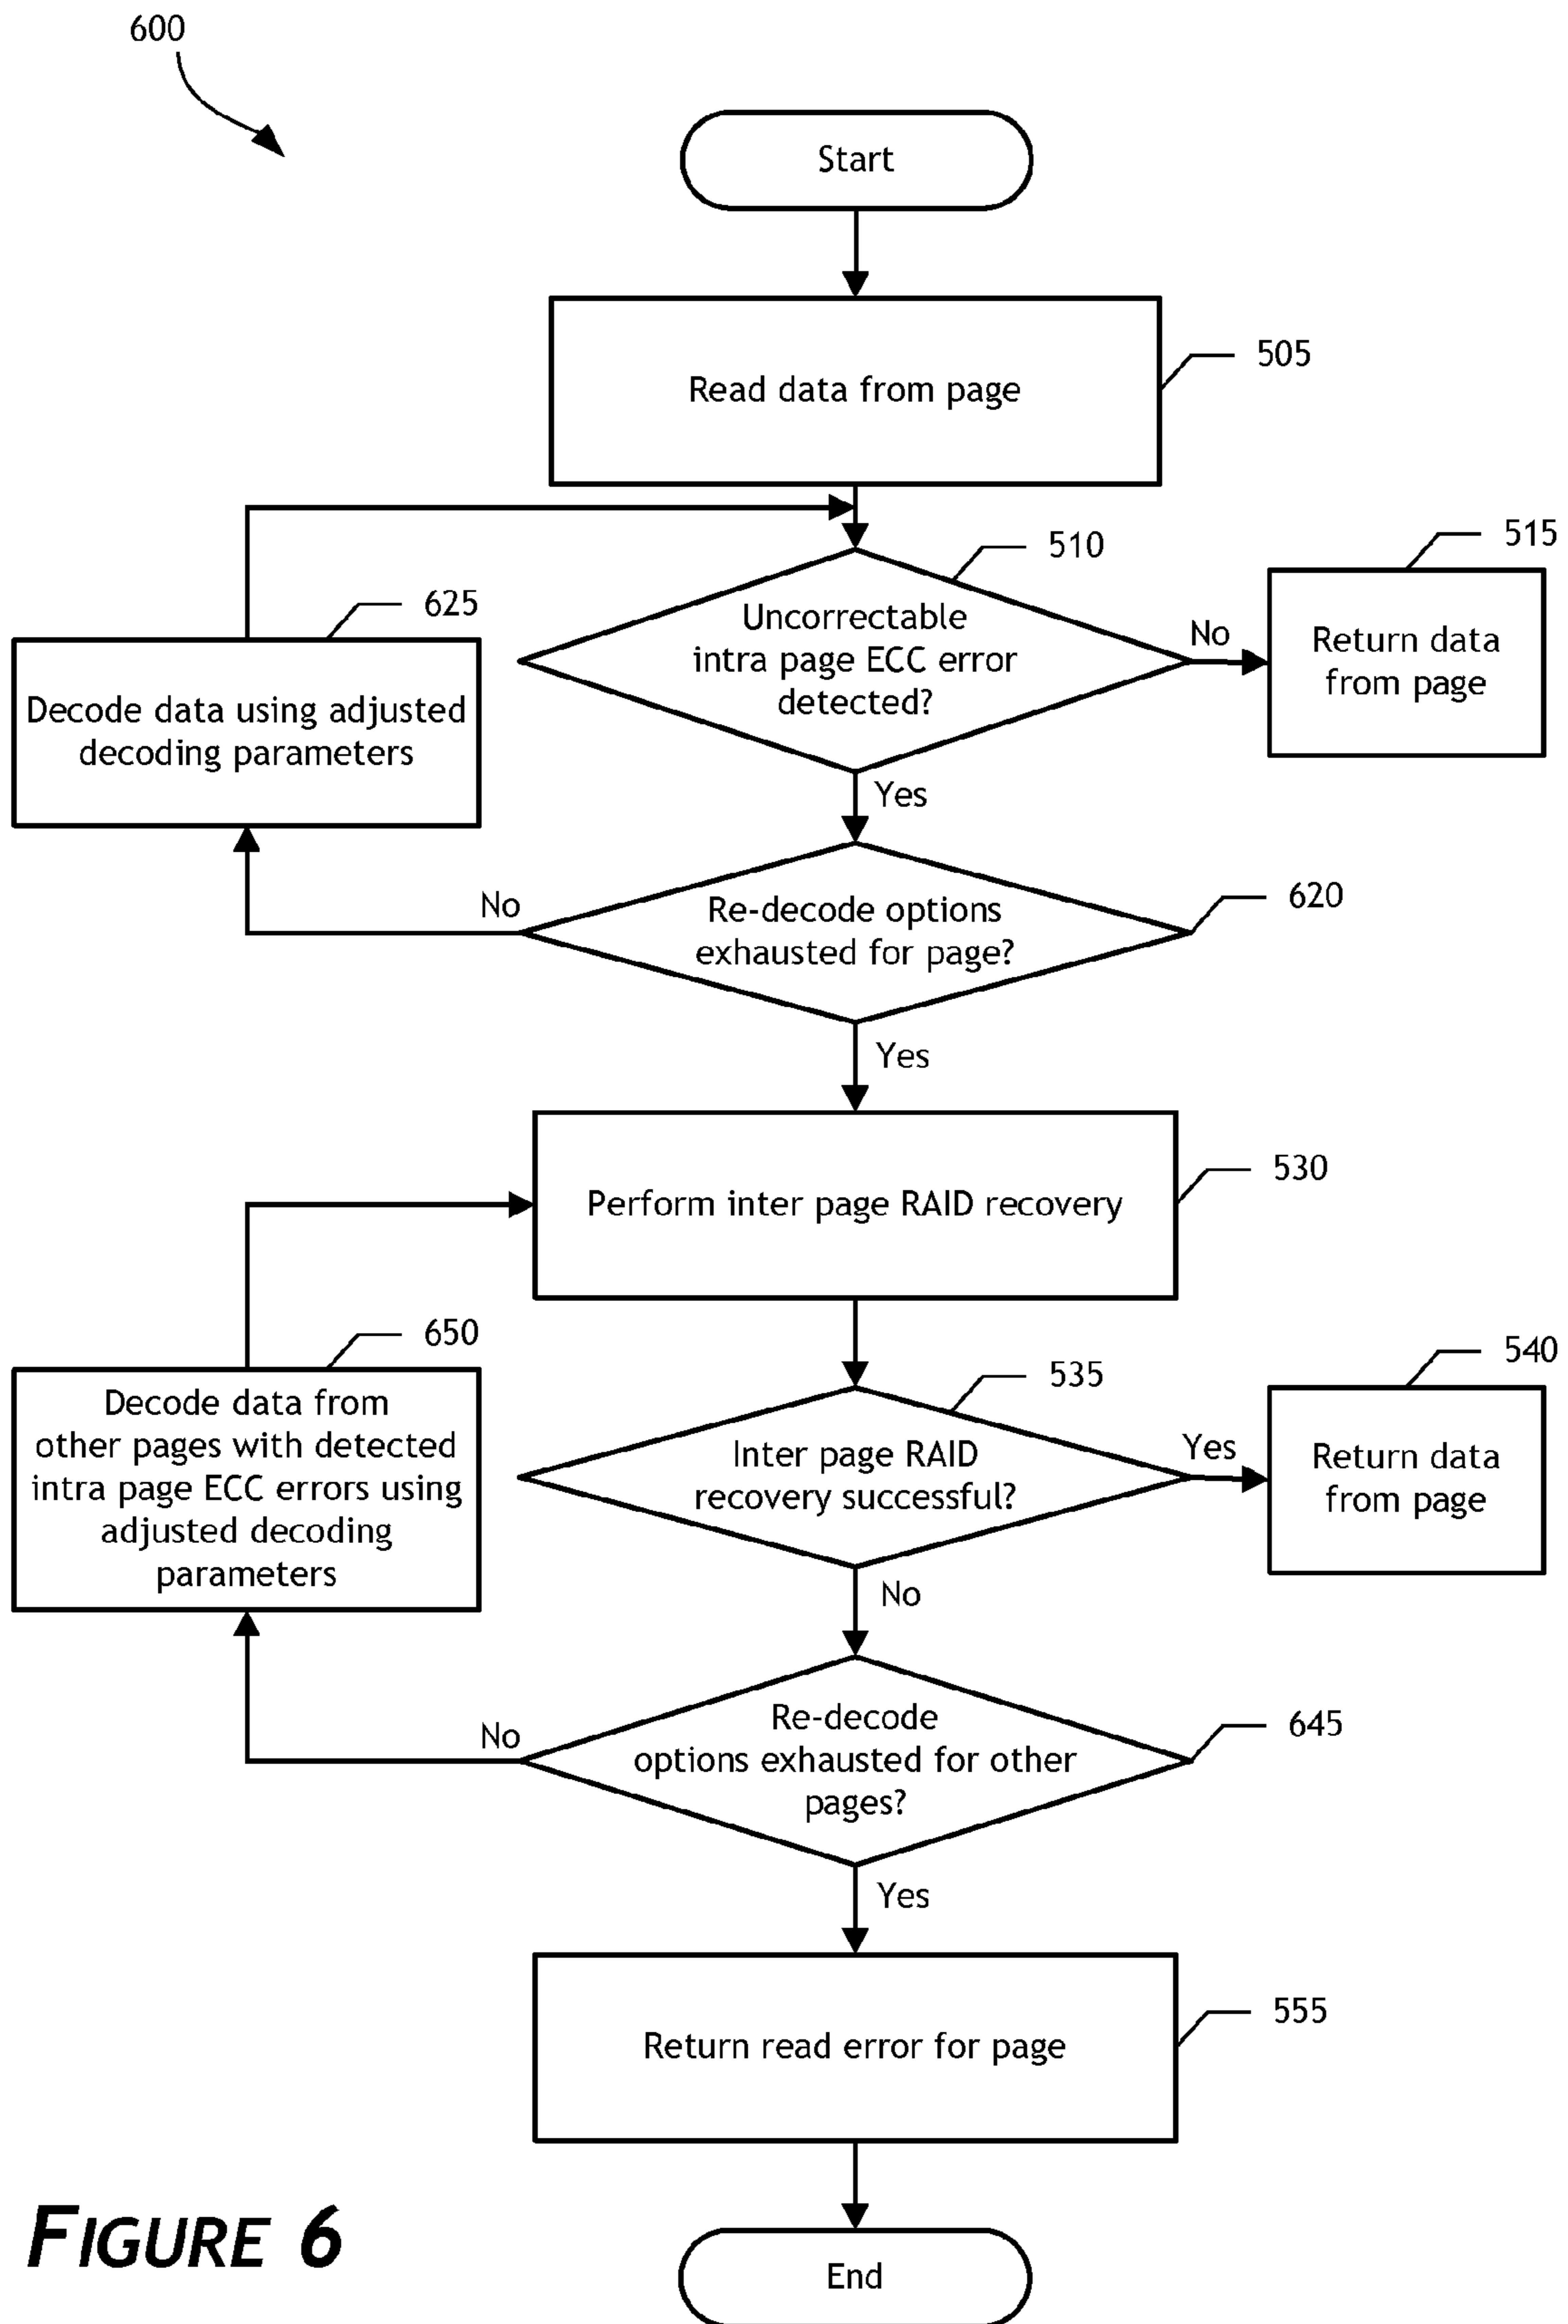 600
Start
Read data from page
505
Uncorrectable
intra page ECC error
detected?
510
No
Return data
from page
515
Decode data using adjusted
decoding parameters
625
Yes
Re-decode options
exhausted for page?
620
No
Yes
Perform inter page RAID recovery
530
Decode data from
other pages with detected
intra page ECC errors using
adjusted decoding
parameters
650
Inter page RAID
recovery successful?
535
Yes
Return data
from page
540
No
Re-decode
options exhausted for other
pages?
645
No
Yes
Return read error for page
555
End
FIGURE 6